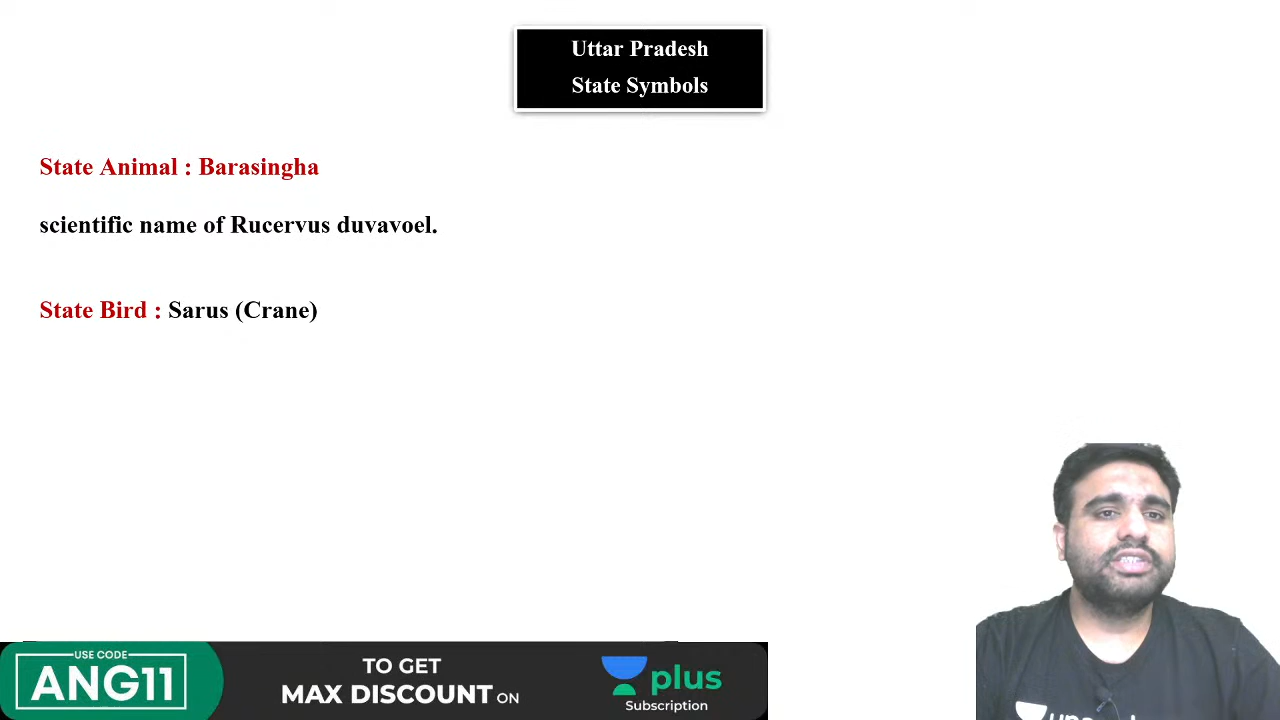 Uttar Pradesh
State Symbols
State Animal : Barasingha
scientific name of Rucervus duvavoel.
State Bird : Sarus (Crane)
USE CODE
ANG11
TO GET
MAX DISCOUNT ON
plus
Subscription